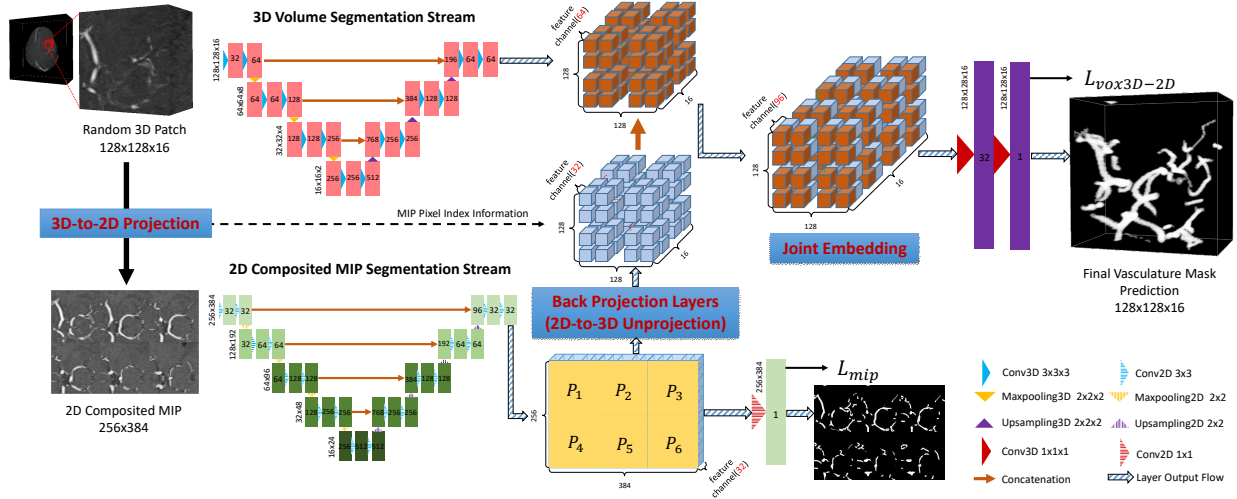 3D Volume Segmentation Stream
128x128x16
32
64
196
64
64
64x64x8
64
64
128
384
128
128
32x32x4
128
128
256
768
256
256
16x16x2
256
256
512
Random 3D Patch
128x128x16
3D-to-2D Projection
MIP Pixel Index Information
2D Composited MIP
256x384
2D Composited MIP Segmentation Stream
256x384
32
32
96
32
32
128x192
32
64
64
192
64
64
64x96
64
128
128
384
128
128
32x48
128
256
256
768
256
256
16x24
256
512
512
feature
channel(64)
128
128
16
feature
channel(32)
128
128
16
Back Projection Layers
(2D-to-3D Unprojection)
P1 P2 P3
P4 P5 P6
256
384
feature
channel(32)
256x384
1
Lmip
feature
channel(96)
128
128
16
Joint Embedding
128x128x16
32
128x128x16
1
Lvox3D−2D
Final Vasculature Mask
Prediction
128x128x16
Conv3D 3x3x3
Maxpooling3D 2x2x2
Upsampling3D 2x2x2
Conv3D 1x1x1
Concatenation
Conv2D 3x3
Maxpooling2D 2x2
Upsampling2D 2x2
Conv2D 1x1
Layer Output Flow